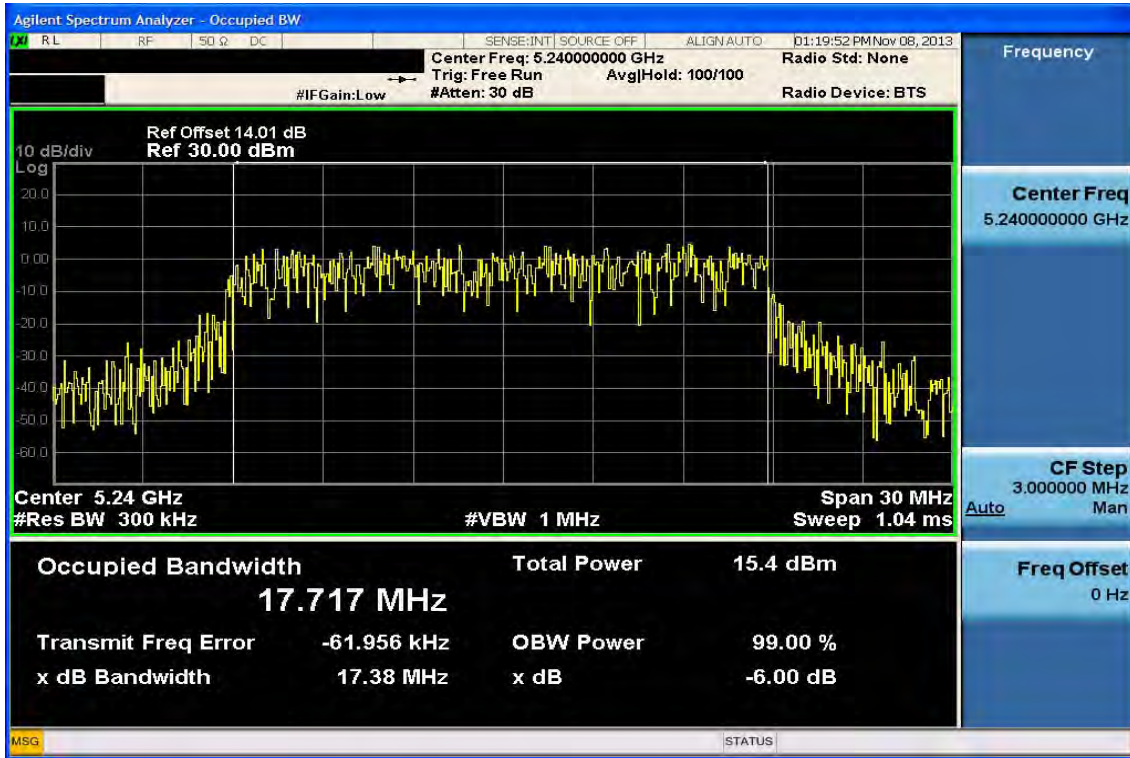 Agilent Spectrum Analyzer - Occupied BW
LXI RL RF 50 Ω DC SENSE:INT SOURCE OFF ALIGN AUTO 01:19:52 PM Nov 08, 2013
Center Freq: 5.240000000 GHz Radio Std: None
Trig: Free Run Avg|Hold: 100/100
#IFGain:Low #Atten: 30 dB Radio Device: BTS
Ref Offset 14.01 dB
10 dB/div Ref 30.00 dBm
Log
20.0
10.0
0.00
-10.0
-20.0
-30.0
-40.0
-50.0
-60.0
Center 5.24 GHz Span 30 MHz
#Res BW 300 kHz #VBW 1 MHz Sweep 1.04 ms
Occupied Bandwidth Total Power 15.4 dBm
17.717 MHz
Transmit Freq Error -61.956 kHz OBW Power 99.00 %
x dB Bandwidth 17.38 MHz x dB -6.00 dB
MSG STATUS
Frequency
Center Freq
5.240000000 GHz
CF Step
3.000000 MHz
Auto Man
Freq Offset
0 Hz